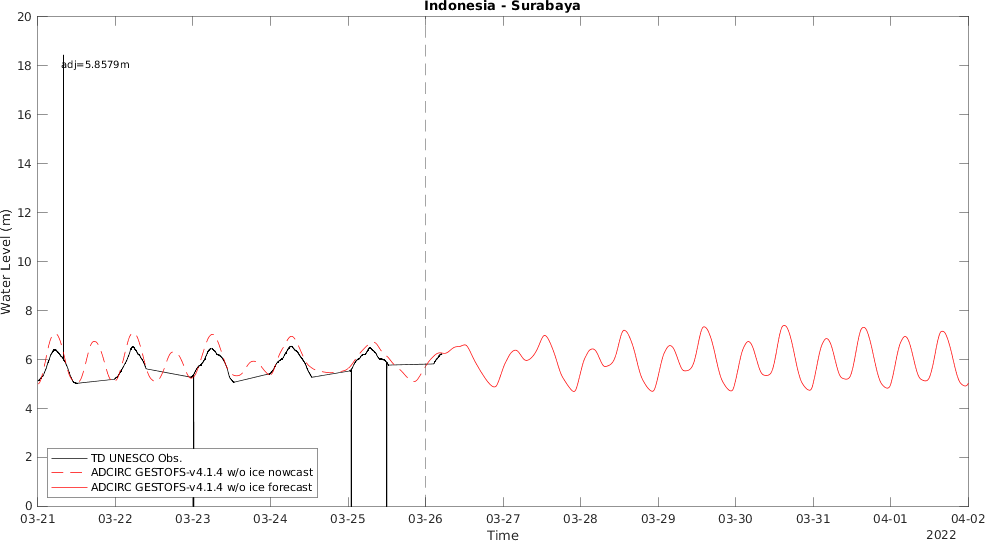 Indonesia - Surabaya
20
18
16
14
12
10
8
6
4
2
0
Water Level (m)
adj=5.8579m
TD UNESCO Obs.
ADCIRC GESTOFS-v4.1.4 w/o ice nowcast
ADCIRC GESTOFS-v4.1.4 w/o ice forecast
03-21 03-22 03-23 03-24 03-25 03-26 03-27 03-28 03-29 03-30 03-31 04-01 04-02
2022
Time